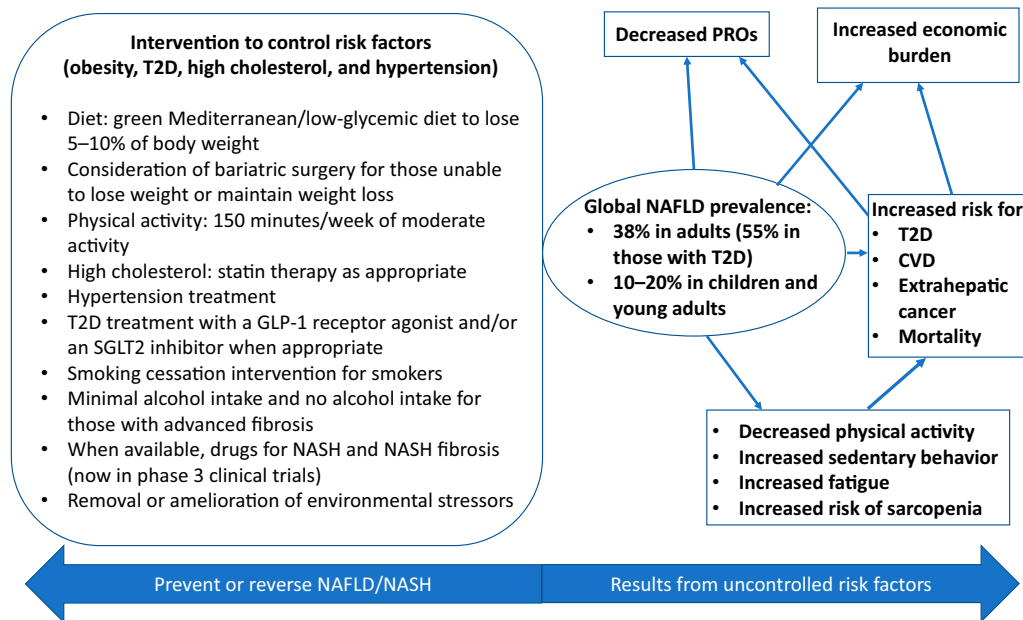 Intervention to control risk factors
(obesity, T2D, high cholesterol, and hypertension)
• Diet: green Mediterranean/low-glycemic diet to lose
5–10% of body weight
• Consideration of bariatric surgery for those unable
to lose weight or maintain weight loss
• Physical activity: 150 minutes/week of moderate
activity
• High cholesterol: statin therapy as appropriate
• Hypertension treatment
• T2D treatment with a GLP-1 receptor agonist and/or
an SGLT2 inhibitor when appropriate
• Smoking cessation intervention for smokers
• Minimal alcohol intake and no alcohol intake for
those with advanced fibrosis
• When available, drugs for NASH and NASH fibrosis
(now in phase 3 clinical trials)
• Removal or amelioration of environmental stressors
Decreased PROs
Increased economic
burden
Global NAFLD prevalence:
• 38% in adults (55% in
those with T2D)
• 10–20% in children and
young adults
Increased risk for
• T2D
• CVD
• Extrahepatic
cancer
• Mortality
• Decreased physical activity
• Increased sedentary behavior
• Increased fatigue
• Increased risk of sarcopenia
Prevent or reverse NAFLD/NASH
Results from uncontrolled risk factors